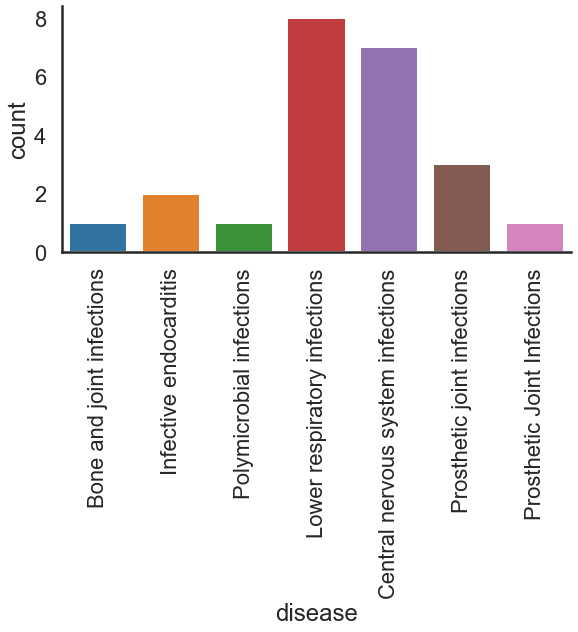 8
6
4
2
0
count
Bone and joint infections
Infective endocarditis
Polymicrobial infections
Lower respiratory infections
Central nervous system infections
Prosthetic joint infections
Prosthetic Joint Infections
disease